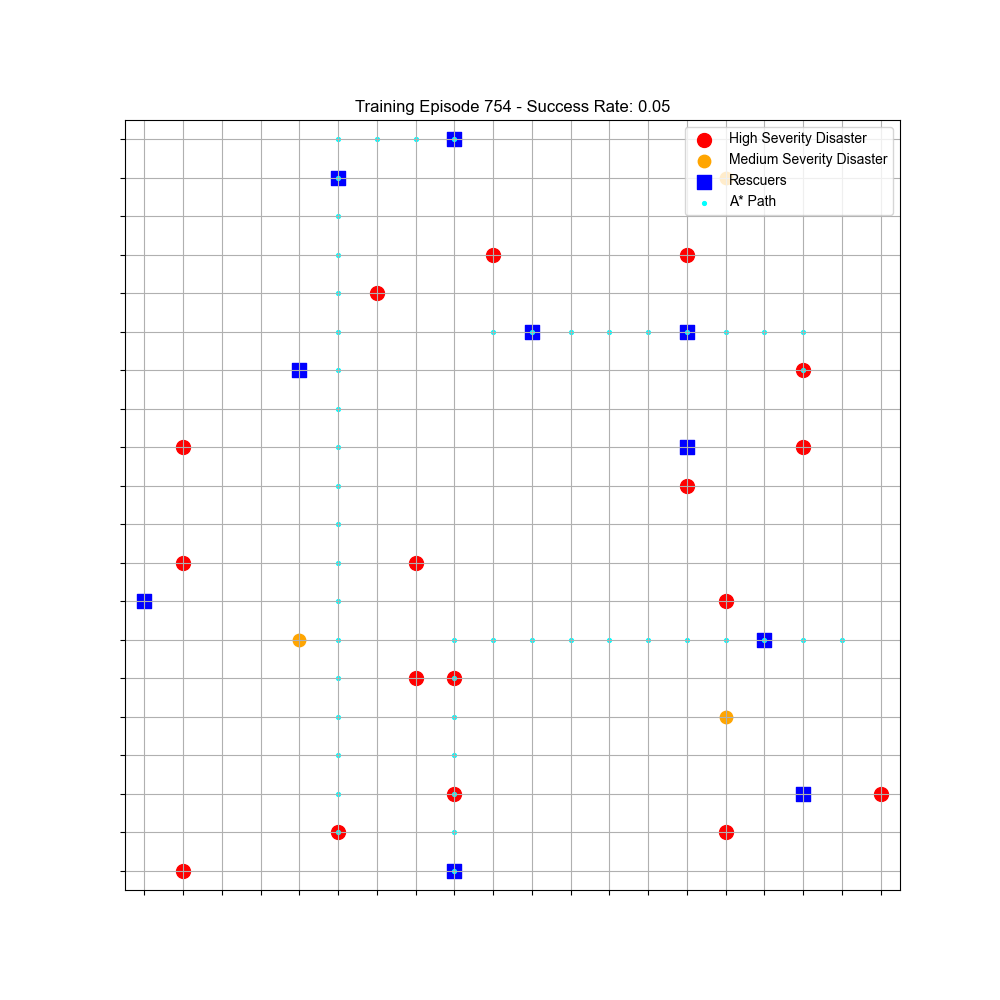 Training Episode 754 - Success Rate: 0.05
High Severity Disaster
Medium Severity Disaster
Rescuers
A* Path